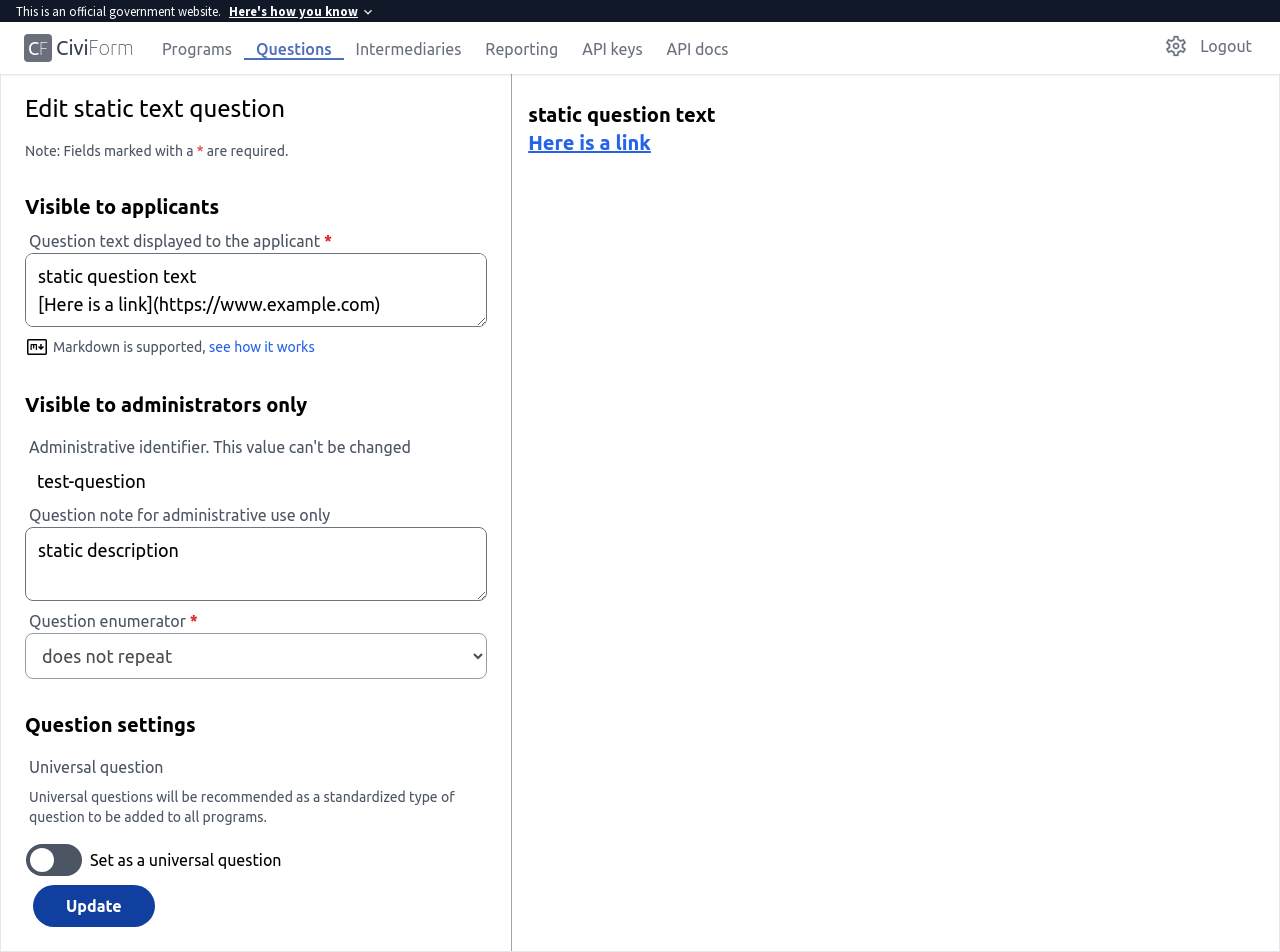 This is an official government website. Here's how you know
CF CiviForm Programs Questions Intermediaries Reporting API keys API docs Logout
Edit static text question
Note: Fields marked with a * are required.
Visible to applicants
Question text displayed to the applicant *
static question text
[Here is a link](https://www.example.com)
Markdown is supported, see how it works
Visible to administrators only
Administrative identifier. This value can't be changed
test-question
Question note for administrative use only
static description
Question enumerator *
does not repeat
Question settings
Universal question
Universal questions will be recommended as a standardized type of
question to be added to all programs.
Set as a universal question
Update
static question text
Here is a link